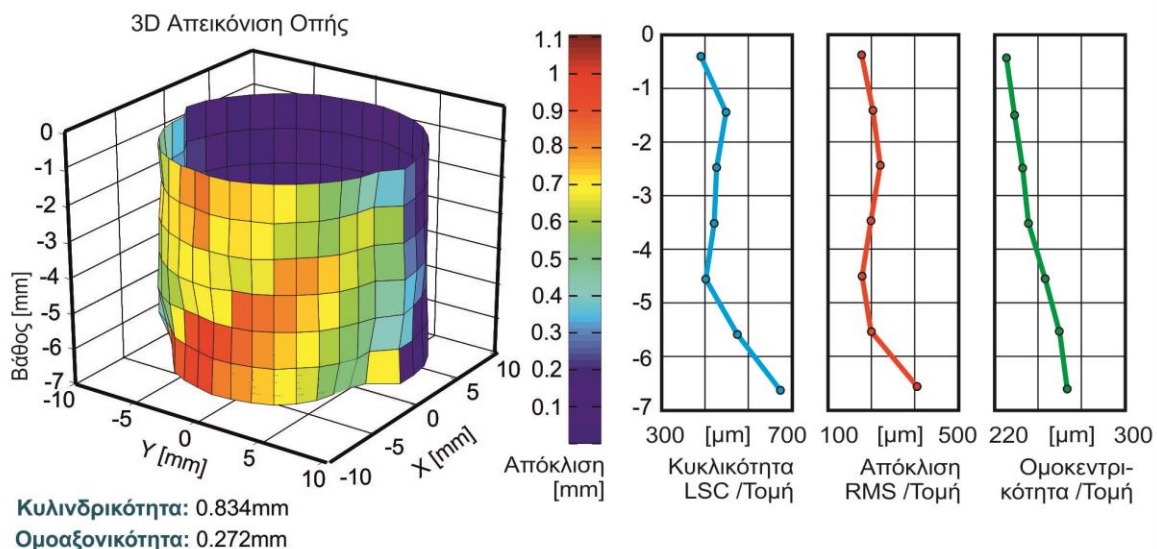 3D Απεικόνιση Οπής
0
-1
-2
-3
-4
-5
-6
-7
Βάθος [mm]
-10
-5
0
5
10
Y [mm]
-10
-5
0
5
10
X [mm]
1.1
1
0.9
0.8
0.7
0.6
0.5
0.4
0.3
0.2
0.1
Απόκλιση
[mm]
0
-1
-2
-3
-4
-5
-6
-7
300 [μm] 700
Κυκλικότητα
LSC /Τομή
100 [μm] 500
Απόκλιση
RMS /Τομή
220 [μm] 300
Ομοκεντρι-
κότητα /Τομή
Κυλινδρικότητα: 0.834mm
Ομοαξονικότητα: 0.272mm